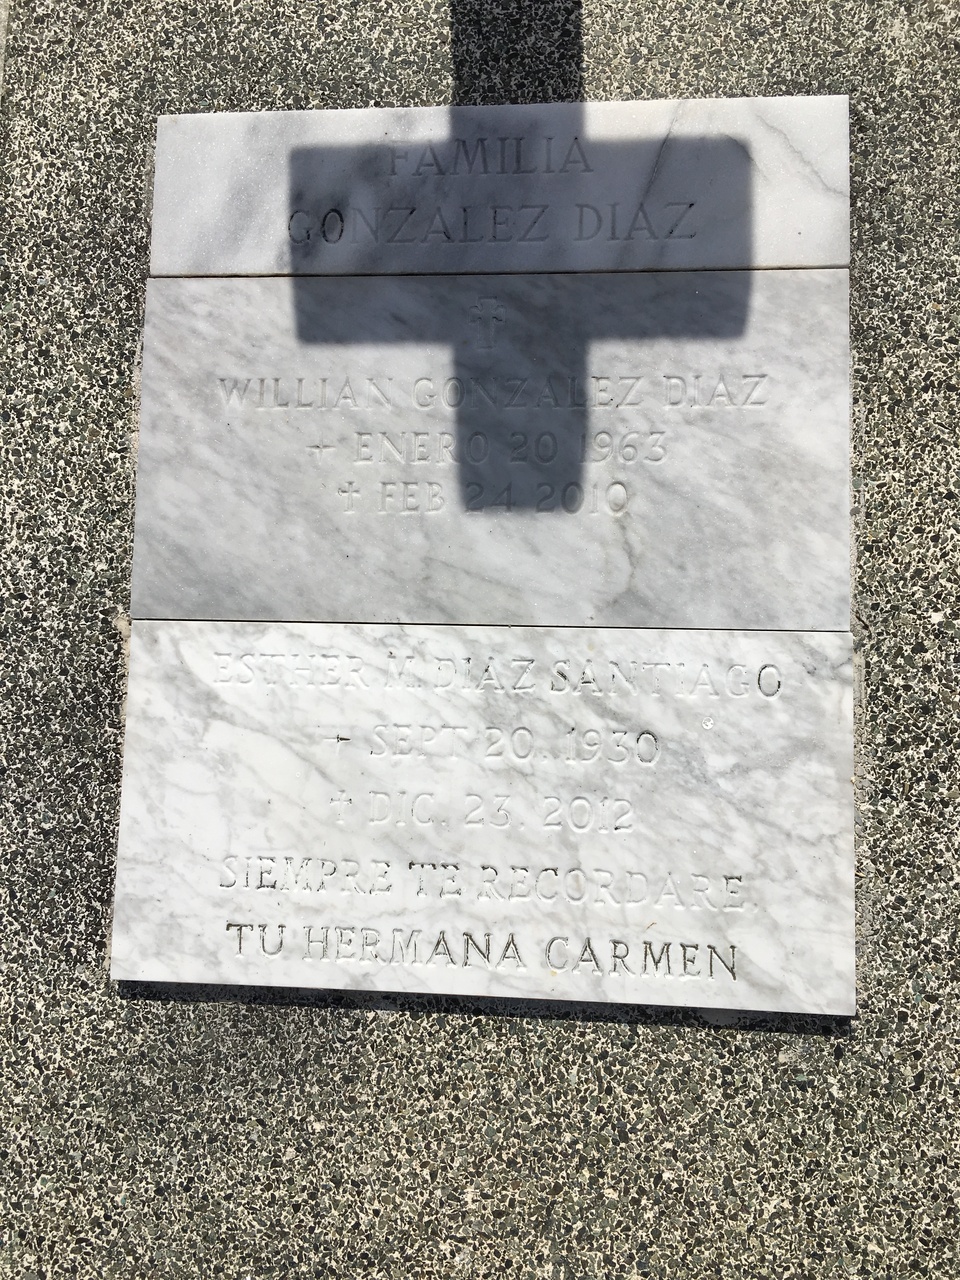 FAMILIA
GONZALEZ DIAZ
WILLIAN GONZALEZ DIAZ
ENERO 20 1963
✝ FEB 24 2010
ESTHER M. DIAZ SANTIAGO
SEPT 20, 1930
✝ DIC. 23, 2012
SIEMPRE TE RECORDARE,
TU HERMANA CARMEN